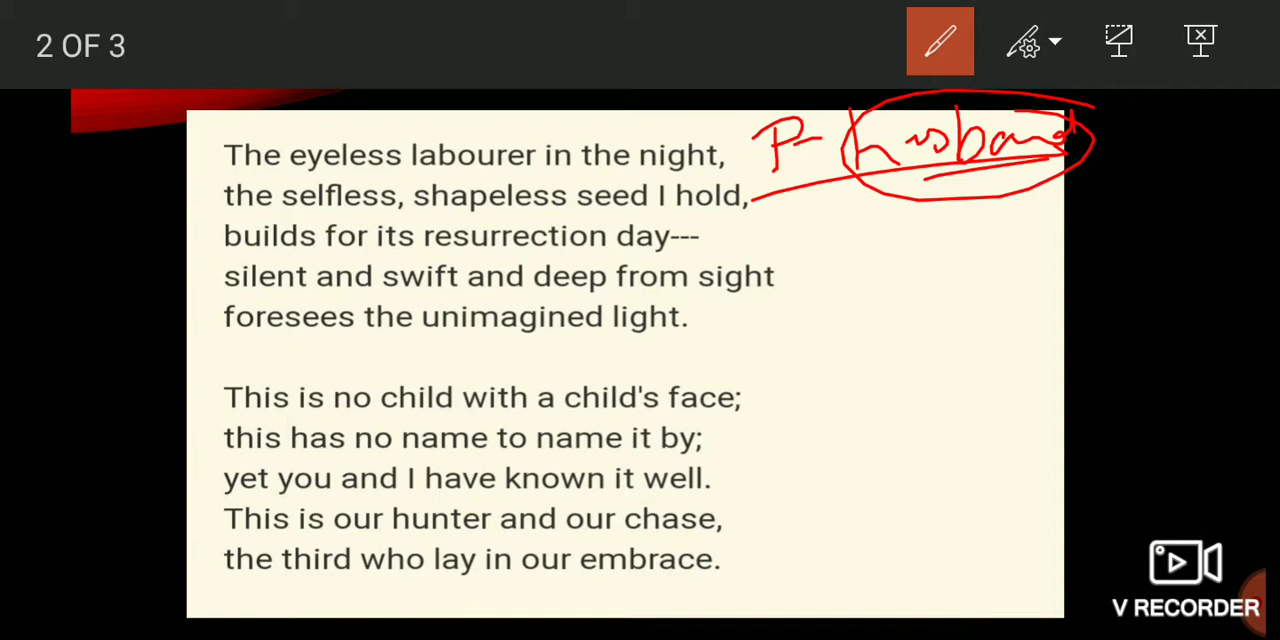 2 OF 3
P- husband
The eyeless labourer in the night,
the selfless, shapeless seed I hold,
builds for its resurrection day---
silent and swift and deep from sight
foresees the unimagined light.
This is no child with a child's face;
this has no name to name it by;
yet you and I have known it well.
This is our hunter and our chase,
the third who lay in our embrace.
V RECORDER